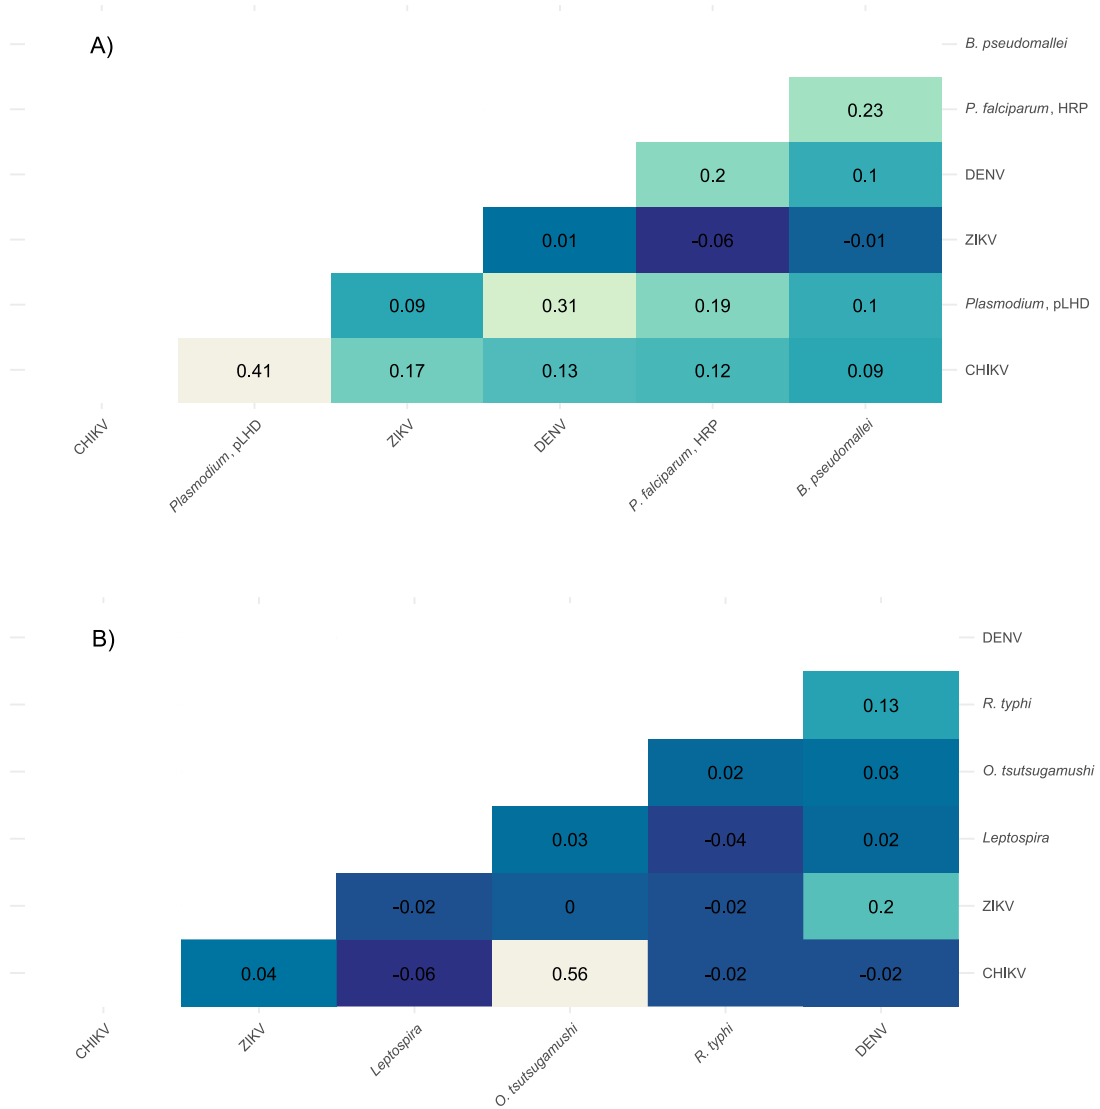 A)
B. pseudomallei
0.23
P. falciparum, HRP
0.2
0.1
DENV
0.01
-0.06
-0.01
ZIKV
0.09
0.31
0.19
0.1
Plasmodium, pLHD
0.41
0.17
0.13
0.12
0.09
CHIKV
CHIKV
Plasmodium, pLHD
ZIKV
DENV
P. falciparum, HRP
B. pseudomallei
B)
DENV
0.13
R. typhi
0.02
0.03
O. tsutsugamushi
0.03
-0.04
0.02
Leptospira
-0.02
0
-0.02
0.2
ZIKV
0.04
-0.06
0.56
-0.02
-0.02
CHIKV
CHIKV
ZIKV
Leptospira
O. tsutsugamushi
R. typhi
DENV